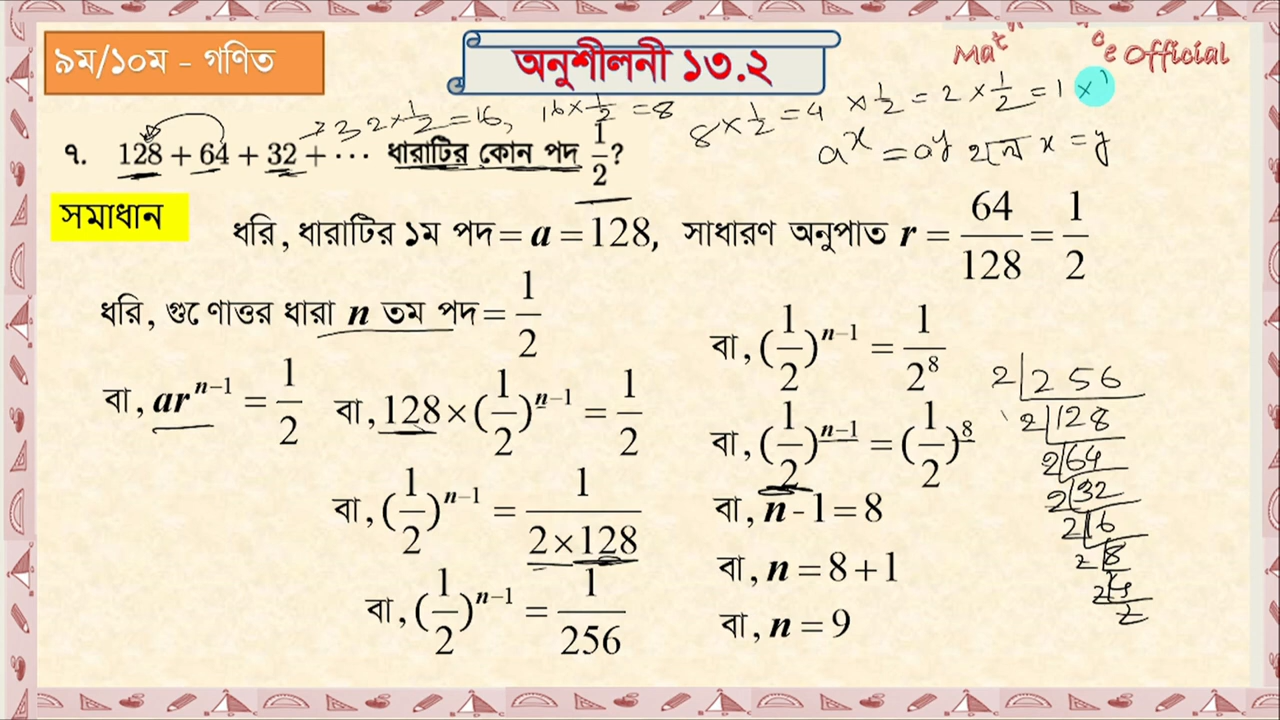 ৯ম/১০ম - গণিত
অনুশীলনী ১৩.২
Official
→ 32 × 1/2 = 16, 16 × 1/2 = 8
8 × 1/2 = 4 × 1/2 = 2 × 1/2 = 1 ×
৭. 128 + 64 + 32 + ··· ধারাটির কোন পদ 1/2?
a^x = a^y হলে x = y
সমাধান
ধরি, ধারাটির ১ম পদ = a = 128, সাধারণ অনুপাত r = 64/128 = 1/2
ধরি, গুণোত্তর ধারা n তম পদ = 1/2
বা, ar^(n-1) = 1/2
বা, 128 × (1/2)^(n-1) = 1/2
বা, (1/2)^(n-1) = 1/(2×128)
বা, (1/2)^(n-1) = 1/256
বা, (1/2)^(n-1) = 1/2^8
বা, (1/2)^(n-1) = (1/2)^8
বা, n - 1 = 8
বা, n = 8 + 1
বা, n = 9
2|256
2|128
2|64
2|32
2|16
2|8
2|4
2